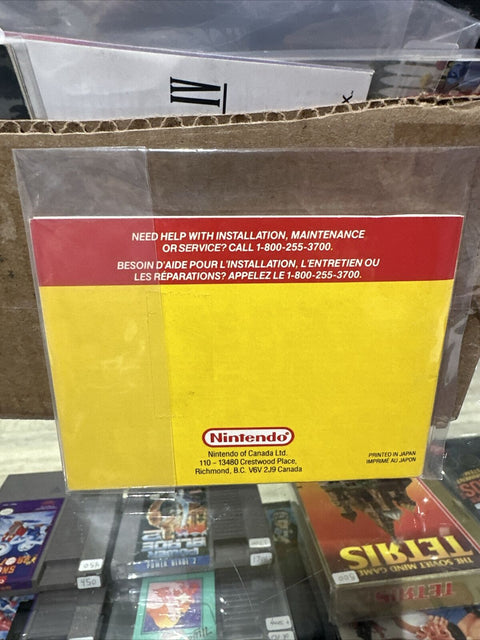 IV
NEED HELP WITH INSTALLATION, MAINTENANCE
OR SERVICE? CALL 1-800-255-3700.
BESOIN D'AIDE POUR L'INSTALLATION, L'ENTRETIEN OU
LES RÉPARATIONS? APPELEZ LE 1-800-255-3700.
Nintendo
Nintendo of Canada Ltd.
110 - 13480 Crestwood Place,
Richmond, B.C. V6V 2J9 Canada
PRINTED IN JAPAN
IMPRIMÉ AU JAPON
THE SOVIET MIND GAME
TETRIS